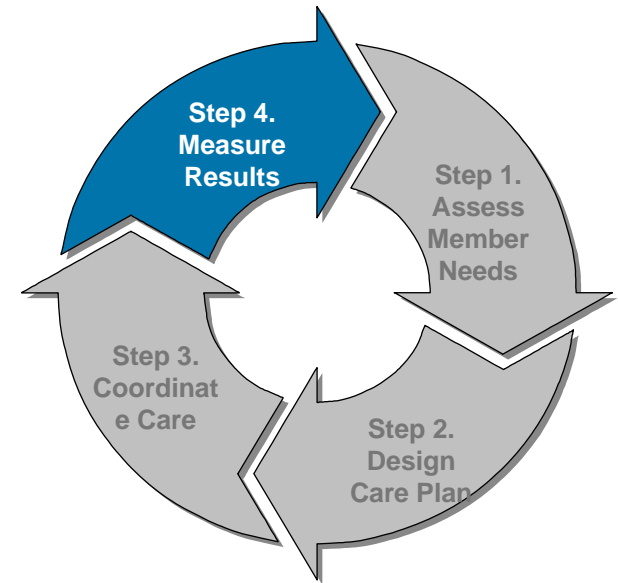 Step 4.
Measure
Results
Step 1.
Assess
Member
Needs
Step 2.
Design
Care Plan
Step 3.
Coordinat
e Care